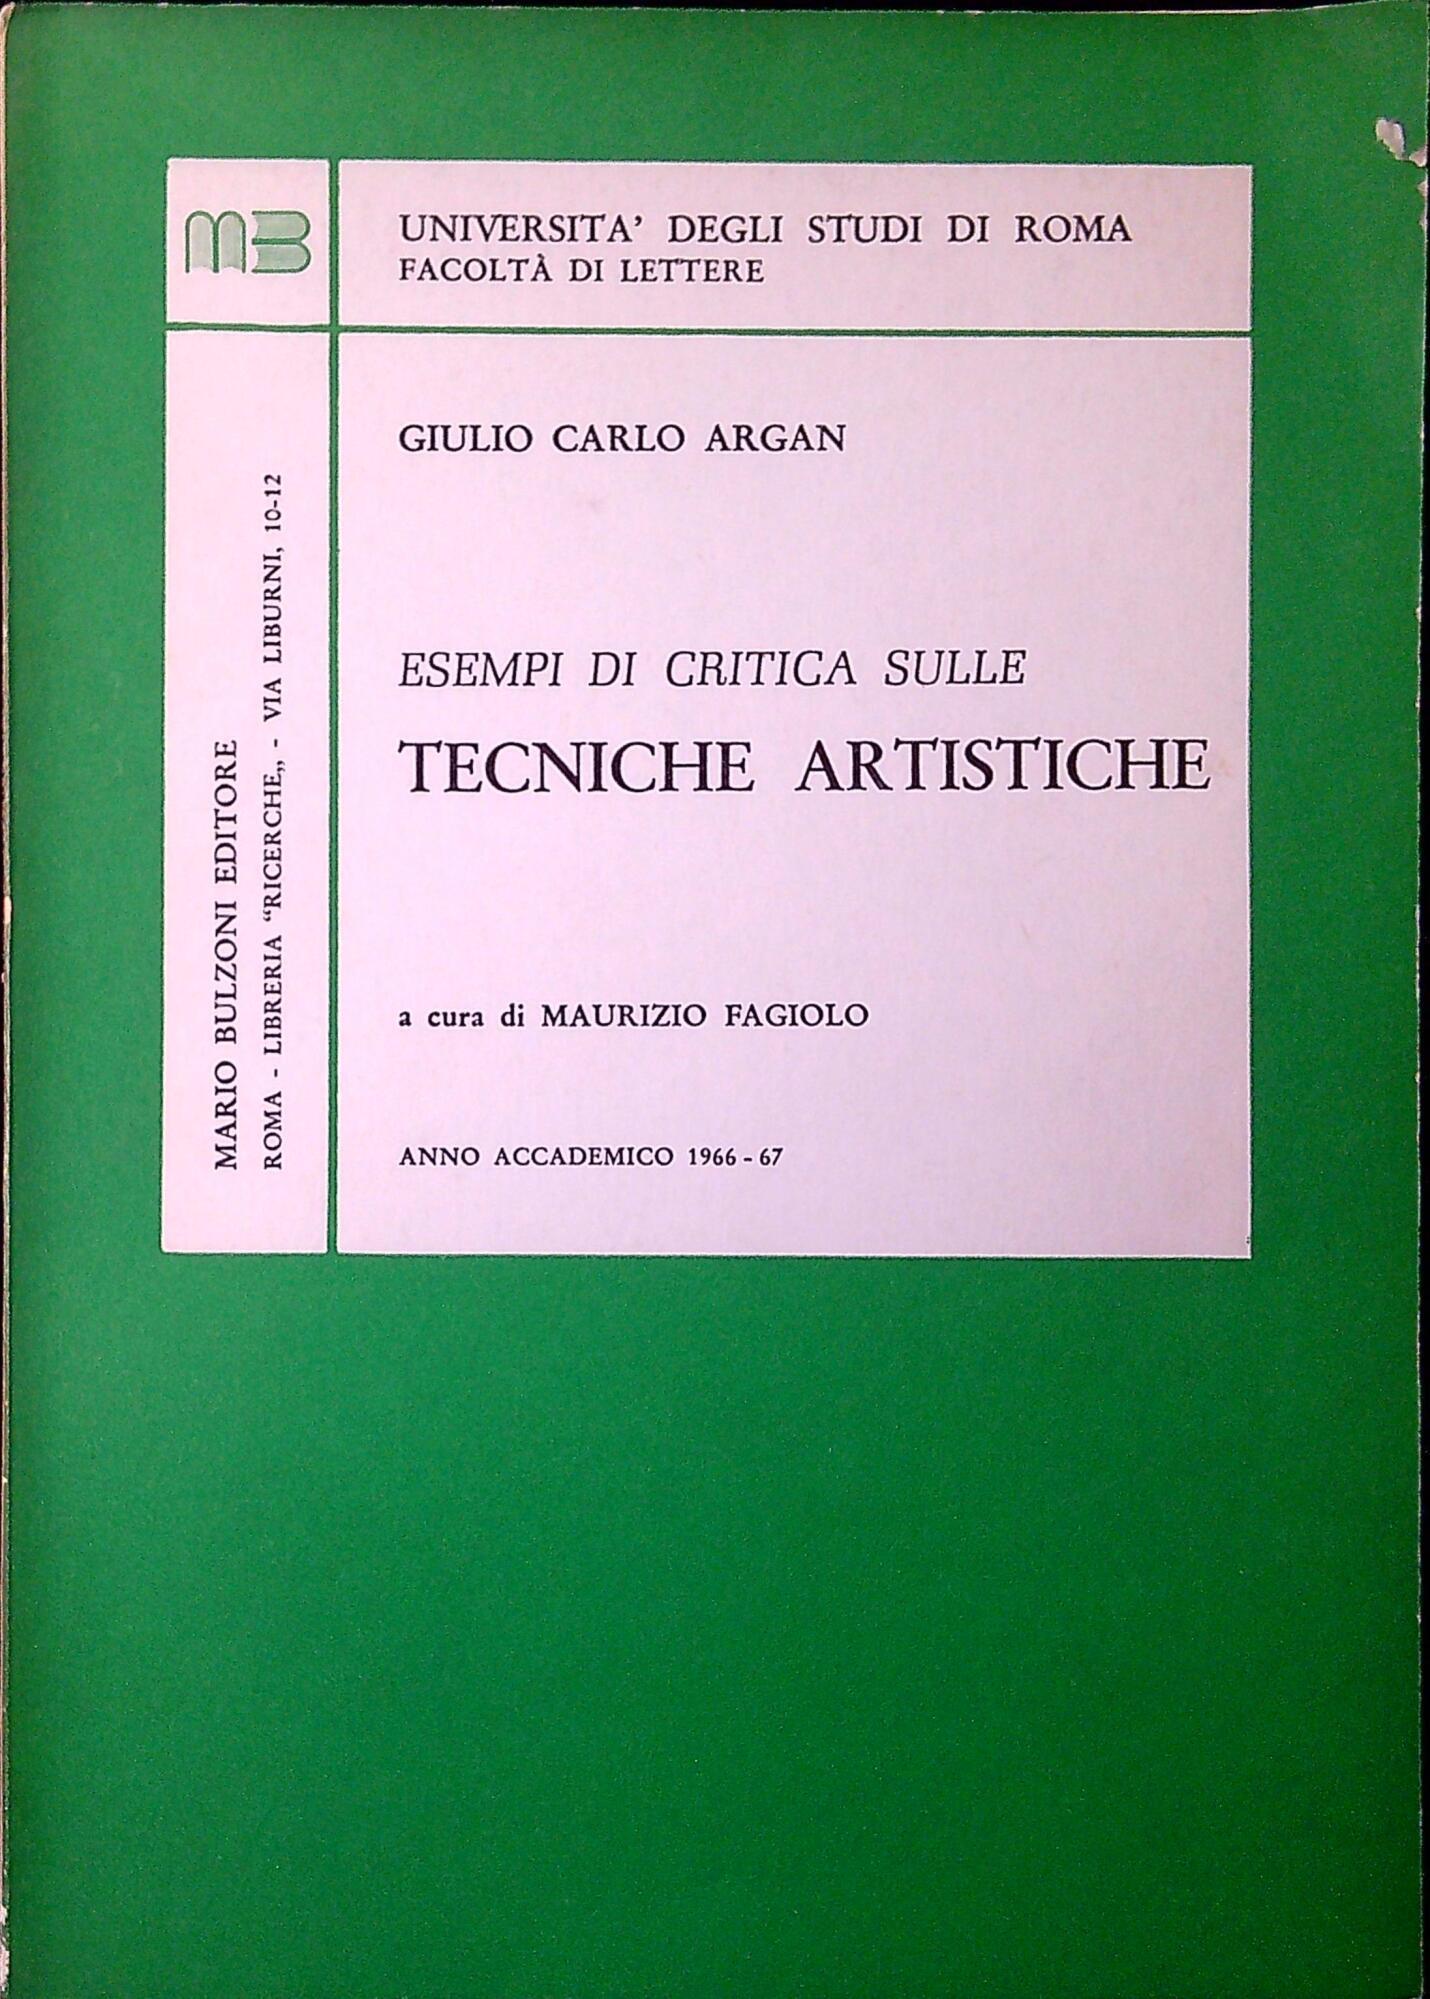 MB
UNIVERSITA' DEGLI STUDI DI ROMA
FACOLTÀ DI LETTERE
GIULIO CARLO ARGAN
ESEMPI DI CRITICA SULLE
TECNICHE ARTISTICHE
a cura di MAURIZIO FAGIOLO
ANNO ACCADEMICO 1966-67
MARIO BULZONI EDITORE
ROMA - LIBRERIA "RICERCHE„ - VIA LIBURNI, 10-12